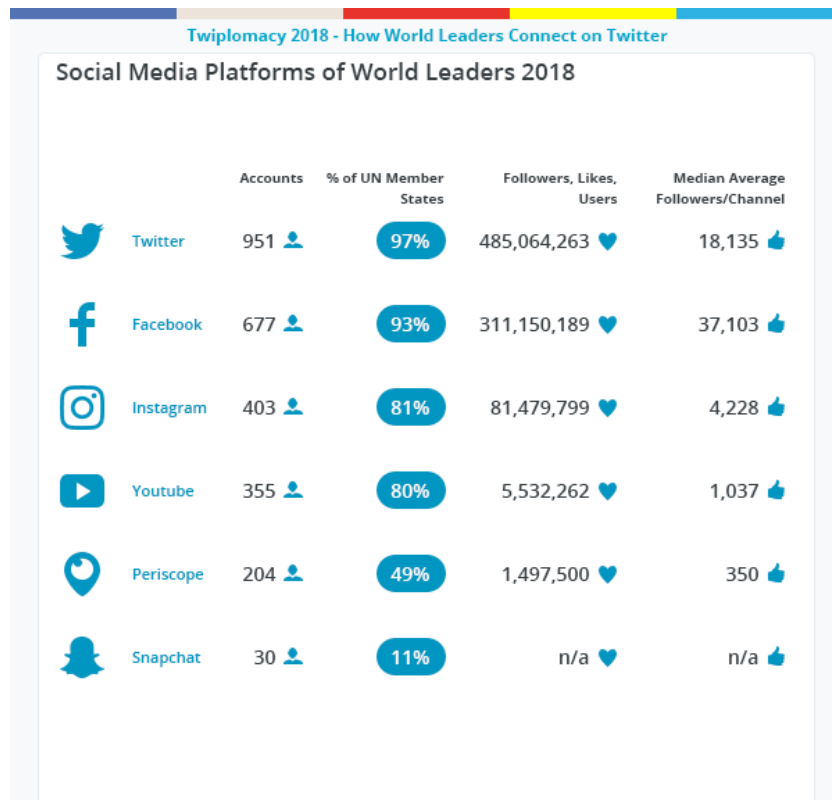 Twiplomacy 2018 - How World Leaders Connect on Twitter
Social Media Platforms of World Leaders 2018
Accounts % of UN Member States Followers, Likes, Users Median Average Followers/Channel
Twitter 951 97% 485,064,263 18,135
Facebook 677 93% 311,150,189 37,103
Instagram 403 81% 81,479,799 4,228
Youtube 355 80% 5,532,262 1,037
Periscope 204 49% 1,497,500 350
Snapchat 30 11% n/a n/a